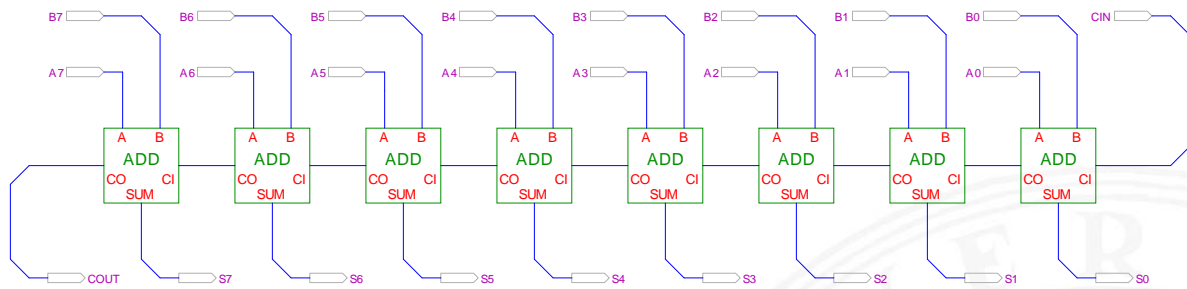 B7 B6 B5 B4 B3 B2 B1 B0 CIN
A7 A6 A5 A4 A3 A2 A1 A0
A B A B A B A B A B A B A B A B
ADD ADD ADD ADD ADD ADD ADD ADD
CO CI CO CI CO CI CO CI CO CI CO CI CO CI CO CI
SUM SUM SUM SUM SUM SUM SUM SUM
COUT S7 S6 S5 S4 S3 S2 S1 S0